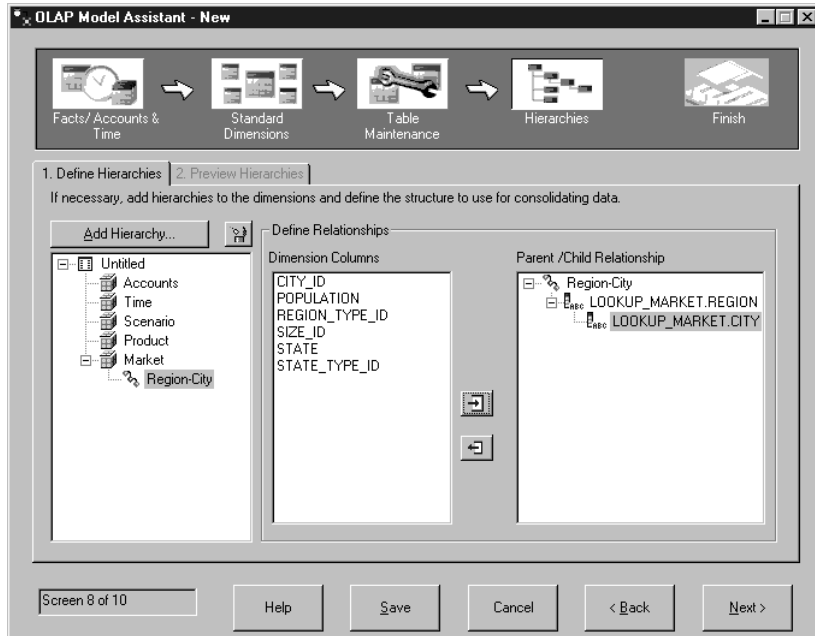 OLAP Model Assistant - New
Facts/ Accounts &
Time
Standard
Dimensions
Table
Maintenance
Hierarchies
Finish
1. Define Hierarchies
2. Preview Hierarchies
If necessary, add hierarchies to the dimensions and define the structure to use for consolidating data.
Add Hierarchy...
Untitled
Accounts
Time
Scenario
Product
Market
Region-City
Define Relationships
Dimension Columns
CITY_ID
POPULATION
REGION_TYPE_ID
SIZE_ID
STATE
STATE_TYPE_ID
Parent /Child Relationship
Region-City
ABC LOOKUP_MARKET.REGION
ABC LOOKUP_MARKET.CITY
Screen 8 of 10
Help
Save
Cancel
< Back
Next >